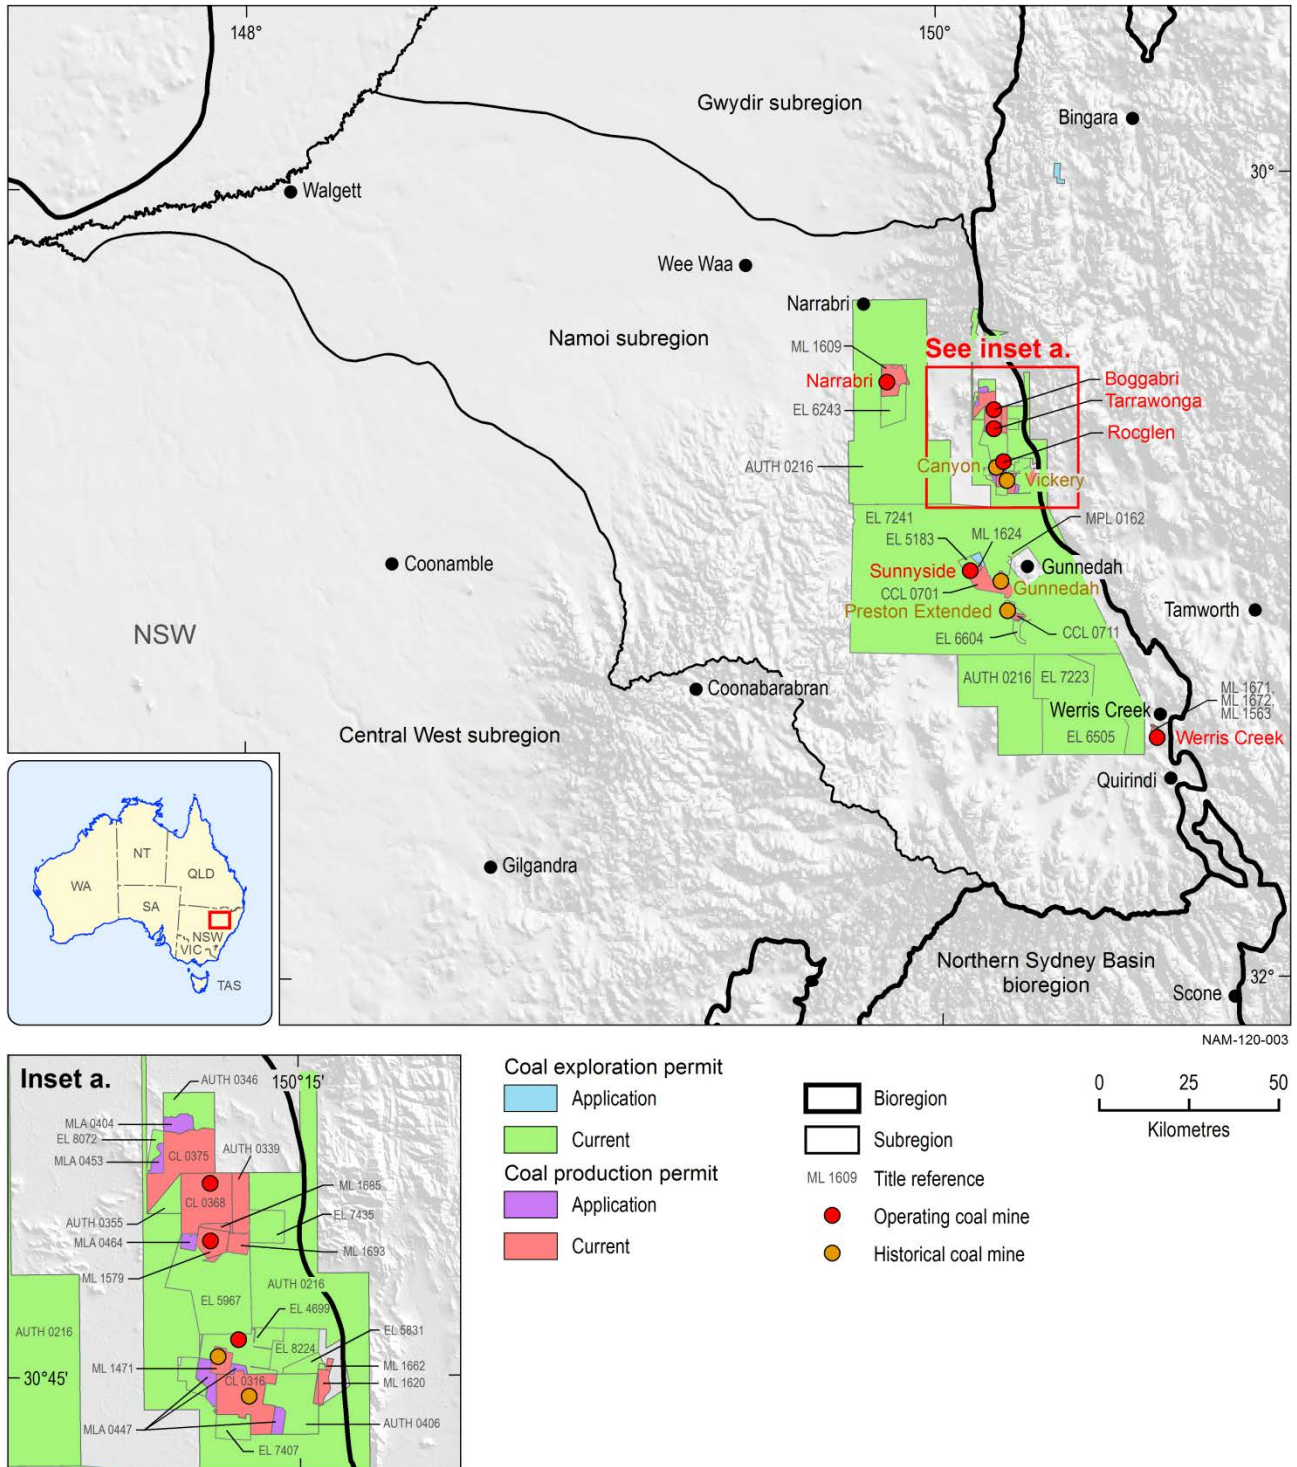 148°
150°
Gwydir subregion
Bingara
30°
Walgett
Wee Waa
Narrabri
Namoi subregion
ML 1609
See inset a.
Narrabri
Boggabri
Tarrawonga
EL 6243
Rocglen
AUTH 0216
Canyon
Vickery
EL 7241
MPL 0162
EL 5183
ML 1624
Coonamble
Sunnyside
Gunnedah
CCL 0701
Gunnedah
Preston Extended
Tamworth
NSW
EL 6604
CCL 0711
AUTH 0216
EL 7223
Coonabarabran
ML 1671,
ML 1672,
ML 1563
Werris Creek
Central West subregion
EL 6505
Werris Creek
Quirindi
Gilgandra
NT
QLD
WA
SA
NSW
VIC
TAS
Northern Sydney Basin
bioregion
32°
Scone
NAM-120-003
Inset a.
150°15'
AUTH 0346
MLA 0404
EL 8072
MLA 0453
CL 0375
AUTH 0339
CL 0368
ML 1685
AUTH 0355
EL 7435
MLA 0464
ML 1693
ML 1579
AUTH 0216
EL 5967
EL 4699
AUTH 0216
EL 5831
EL 8224
ML 1471
ML 1662
30°45'
CL 0316
ML 1620
MLA 0447
AUTH 0406
EL 7407
Coal exploration permit
Application
Current
Coal production permit
Application
Current
Bioregion
Subregion
ML 1609 Title reference
Operating coal mine
Historical coal mine
0 25 50
Kilometres